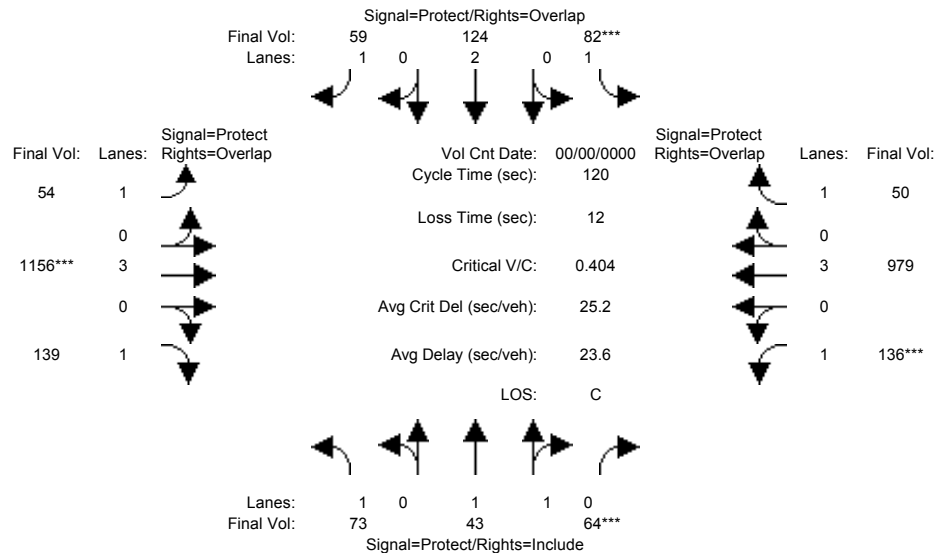 Signal=Protect/Rights=Overlap
Final Vol: 59 124 82***
Lanes: 1 0 2 0 1
Signal=Protect
Final Vol: Lanes: Rights=Overlap
Vol Cnt Date: 00/00/0000
Signal=Protect
Rights=Overlap Lanes: Final Vol:
Cycle Time (sec): 120
54 1
1 50
Loss Time (sec): 12
0
0
1156*** 3
Critical V/C: 0.404
3 979
0
Avg Crit Del (sec/veh): 25.2
0
139 1
Avg Delay (sec/veh): 23.6
1 136***
LOS: C
Lanes: 1 0 1 1 0
Final Vol: 73 43 64***
Signal=Protect/Rights=Include